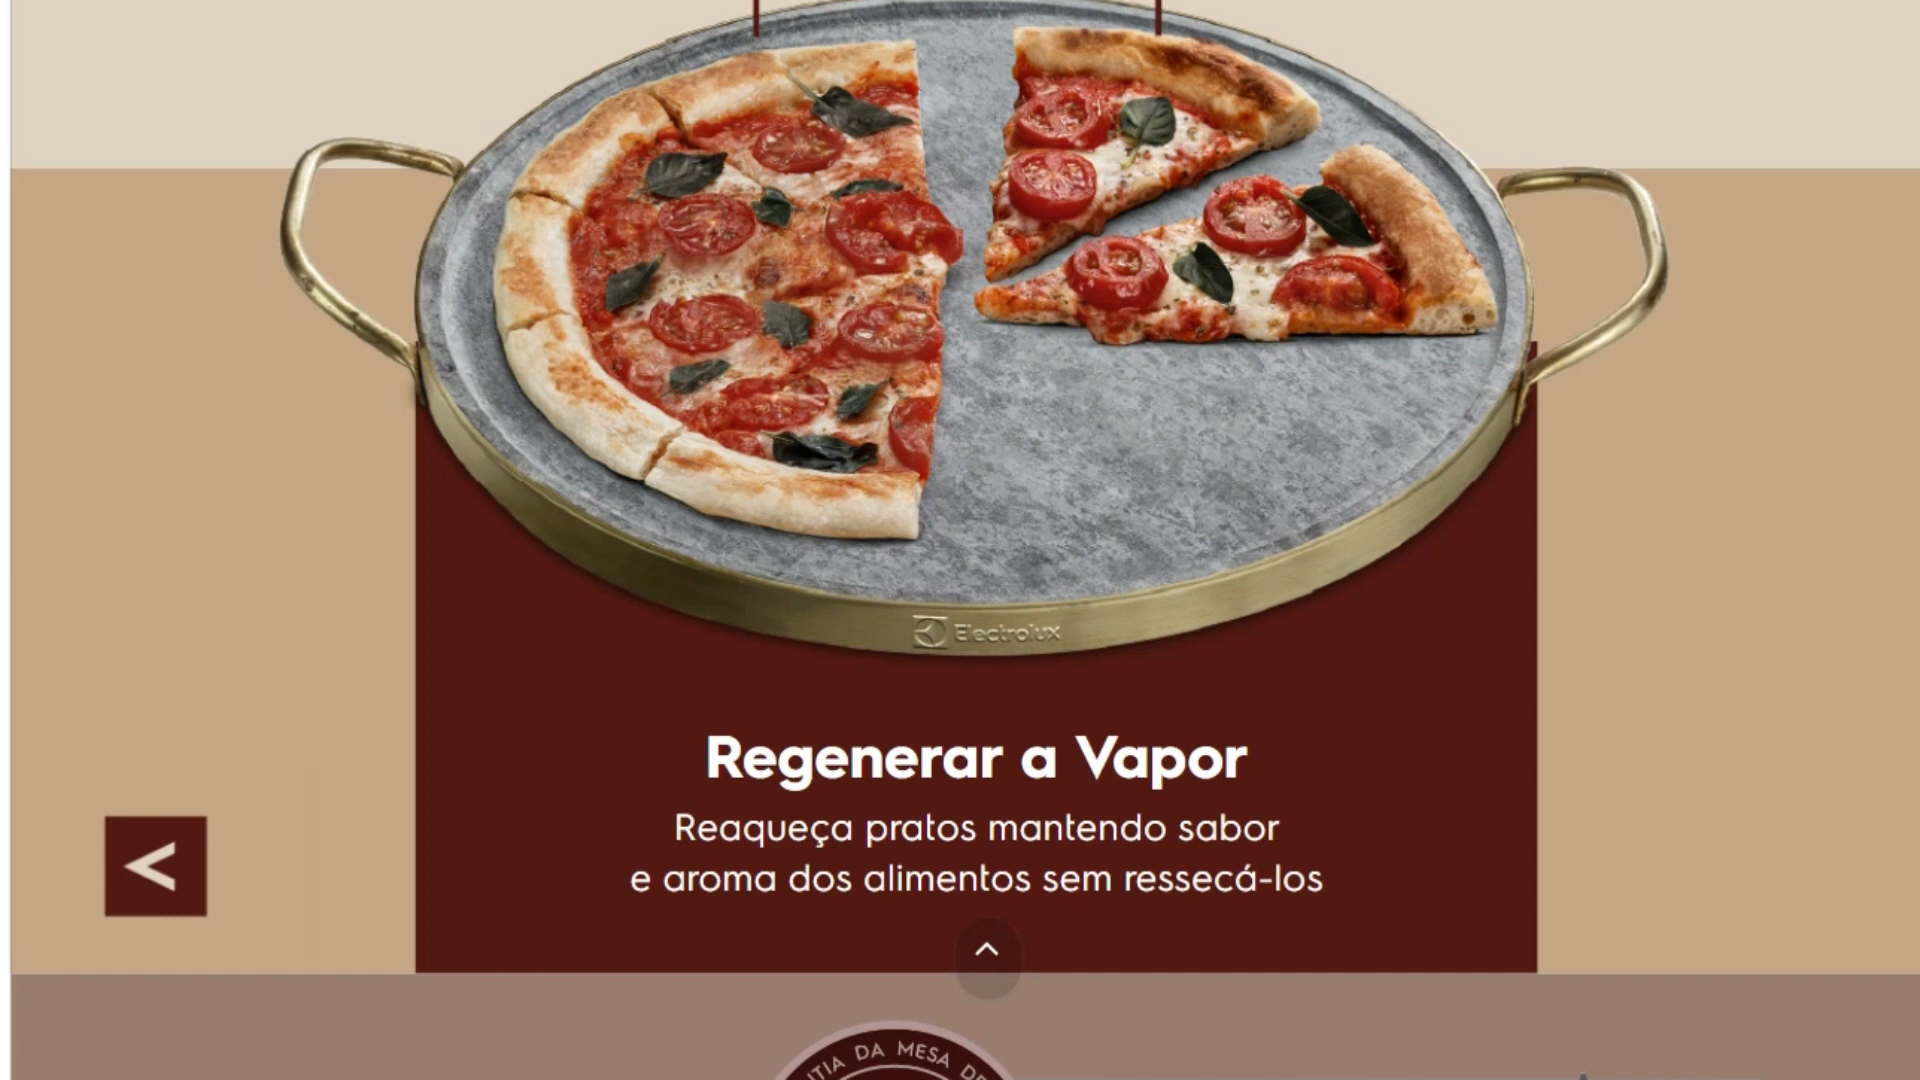 Electrolux
Regenerar a Vapor
Reaqueça pratos mantendo sabor
e aroma dos alimentos sem ressecá-los
<
DA MESA